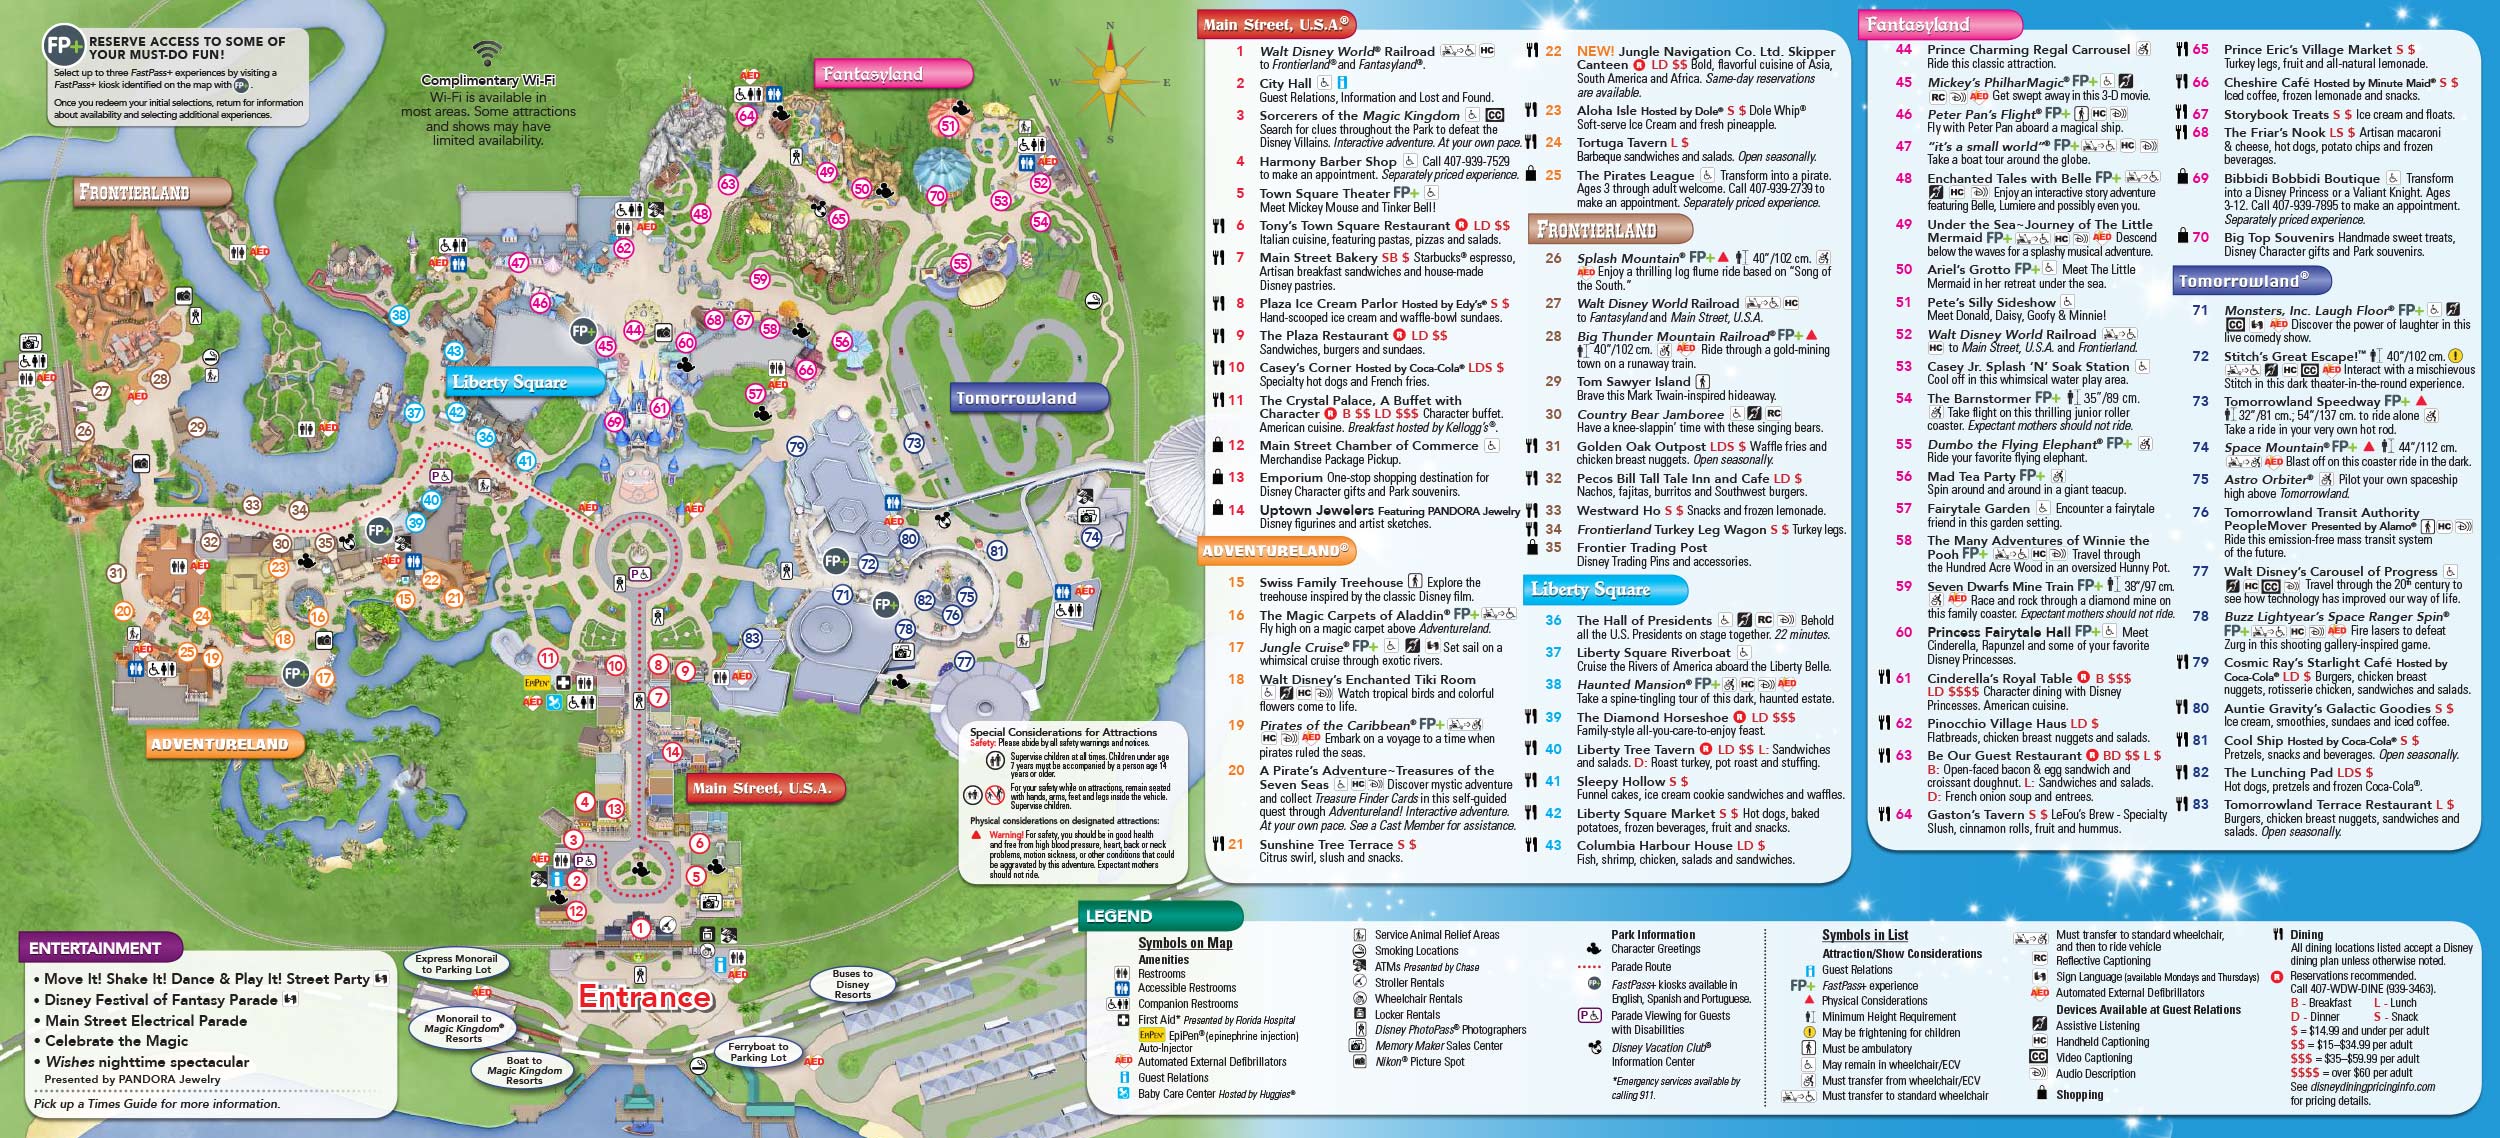 FP+ RESERVE ACCESS TO SOME OF
YOUR MUST-DO FUN!
Select up to three FastPass+ experiences by visiting a
FastPass+ kiosk identified on the map with FP+ .
Once you redeem your initial selections, return for information
about availability and selecting additional experiences.
Complimentary Wi-Fi
Wi-Fi is available in
most areas. Some attractions
and shows may have
limited availability.
N
W E
S
Fantasyland
FRONTIERLAND
Liberty Square
Tomorrowland
ADVENTURELAND
Main Street, U.S.A.
Entrance
Express Monorail
to Parking Lot
Monorail to
Magic Kingdom®
Resorts
Boat to
Magic Kingdom
Resorts
Buses to
Disney
Resorts
Ferryboat to
Parking Lot
Special Considerations for Attractions
Safety: Please abide by all safety warnings and notices.
Supervise children at all times. Children under age
7 years must be accompanied by a person age 14
years or older.
For your safety while on attractions, remain seated
with hands, arms, feet and legs inside the vehicle.
Supervise children.
Physical considerations on designated attractions:
Warning! For safety, you should be in good health
and free from high blood pressure, heart, back or neck
problems, motion sickness, or other conditions that could
be aggravated by this adventure. Expectant mothers
should not ride.
ENTERTAINMENT
• Move It! Shake It! Dance & Play It! Street Party
• Disney Festival of Fantasy Parade
• Main Street Electrical Parade
• Celebrate the Magic
• Wishes nighttime spectacular
Presented by PANDORA Jewelry
Pick up a Times Guide for more information.
Main Street, U.S.A.®
1 Walt Disney World® Railroad HC
to Frontierland® and Fantasyland®.
2 City Hall
Guest Relations, Information and Lost and Found.
3 Sorcerers of the Magic Kingdom CC
Search for clues throughout the Park to defeat the
Disney Villains. Interactive adventure. At your own pace.
4 Harmony Barber Shop Call 407-939-7529
to make an appointment. Separately priced experience.
5 Town Square Theater FP+
Meet Mickey Mouse and Tinker Bell!
6 Tony's Town Square Restaurant R LD $$
Italian cuisine, featuring pastas, pizzas and salads.
7 Main Street Bakery SB $ Starbucks® espresso,
Artisan breakfast sandwiches and house-made
Disney pastries.
8 Plaza Ice Cream Parlor Hosted by Edy's® S $
Hand-scooped ice cream and waffle-bowl sundaes.
9 The Plaza Restaurant R LD $$
Sandwiches, burgers and sundaes.
10 Casey's Corner Hosted by Coca-Cola® LDS $
Specialty hot dogs and French fries.
11 The Crystal Palace, A Buffet with
Character R B $$ LD $$$ Character buffet.
American cuisine. Breakfast hosted by Kellogg's®.
12 Main Street Chamber of Commerce
Merchandise Package Pickup.
13 Emporium One-stop shopping destination for
Disney Character gifts and Park souvenirs.
14 Uptown Jewelers Featuring PANDORA Jewelry
Disney figurines and artist sketches.
ADVENTURELAND®
15 Swiss Family Treehouse Explore the
treehouse inspired by the classic Disney film.
16 The Magic Carpets of Aladdin® FP+
Fly high on a magic carpet above Adventureland.
17 Jungle Cruise® FP+ Set sail on a
whimsical cruise through exotic rivers.
18 Walt Disney's Enchanted Tiki Room
HC Watch tropical birds and colorful
flowers come to life.
19 Pirates of the Caribbean® FP+
HC AED Embark on a voyage to a time when
pirates ruled the seas.
20 A Pirate's Adventure~Treasures of the
Seven Seas HC Discover mystic adventure
and collect Treasure Finder Cards in this self-guided
quest through Adventureland! Interactive adventure.
At your own pace. See a Cast Member for assistance.
21 Sunshine Tree Terrace S $
Citrus swirl, slush and snacks.
22 NEW! Jungle Navigation Co. Ltd. Skipper
Canteen R LD $$ Bold, flavorful cuisine of Asia,
South America and Africa. Same-day reservations
are available.
23 Aloha Isle Hosted by Dole® S $ Dole Whip®
Soft-serve Ice Cream and fresh pineapple.
24 Tortuga Tavern L $
Barbeque sandwiches and salads. Open seasonally.
25 The Pirates League Transform into a pirate.
Ages 3 through adult welcome. Call 407-939-2739 to
make an appointment. Separately priced experience.
FRONTIERLAND
26 Splash Mountain® FP+ 40"/102 cm.
AED Enjoy a thrilling log flume ride based on "Song of
the South."
27 Walt Disney World Railroad HC
to Fantasyland and Main Street, U.S.A.
28 Big Thunder Mountain Railroad® FP+
40"/102 cm. AED Ride through a gold-mining
town on a runaway train.
29 Tom Sawyer Island
Brave this Mark Twain-inspired hideaway.
30 Country Bear Jamboree RC
Have a knee-slappin' time with these singing bears.
31 Golden Oak Outpost LDS $ Waffle fries and
chicken breast nuggets. Open seasonally.
32 Pecos Bill Tall Tale Inn and Cafe LD $
Nachos, fajitas, burritos and Southwest burgers.
33 Westward Ho S $ Snacks and frozen lemonade.
34 Frontierland Turkey Leg Wagon S $ Turkey legs.
35 Frontier Trading Post
Disney Trading Pins and accessories.
Liberty Square
36 The Hall of Presidents RC Behold
all the U.S. Presidents on stage together. 22 minutes.
37 Liberty Square Riverboat
Cruise the Rivers of America aboard the Liberty Belle.
38 Haunted Mansion® FP+ HC AED
Take a spine-tingling tour of this dark, haunted estate.
39 The Diamond Horseshoe R LD $$$
Family-style all-you-care-to-enjoy feast.
40 Liberty Tree Tavern R LD $$ L: Sandwiches
and salads. D: Roast turkey, pot roast and stuffing.
41 Sleepy Hollow S $
Funnel cakes, ice cream cookie sandwiches and waffles.
42 Liberty Square Market S $ Hot dogs, baked
potatoes, frozen beverages, fruit and snacks.
43 Columbia Harbour House LD $
Fish, shrimp, chicken, salads and sandwiches.
Fantasyland
44 Prince Charming Regal Carrousel
Ride this classic attraction.
45 Mickey's PhilharMagic® FP+
RC AED Get swept away in this 3-D movie.
46 Peter Pan's Flight® FP+ HC
Fly with Peter Pan aboard a magical ship.
47 "it's a small world"® FP+ HC
Take a boat tour around the globe.
48 Enchanted Tales with Belle FP+
HC Enjoy an interactive story adventure
featuring Belle, Lumiere and possibly even you.
49 Under the Sea~Journey of The Little
Mermaid FP+ HC AED Descend
below the waves for a splashy musical adventure.
50 Ariel's Grotto FP+ Meet The Little
Mermaid in her retreat under the sea.
51 Pete's Silly Sideshow
Meet Donald, Daisy, Goofy & Minnie!
52 Walt Disney World Railroad
HC to Main Street, U.S.A. and Frontierland.
53 Casey Jr. Splash 'N' Soak Station
Cool off in this whimsical water play area.
54 The Barnstormer FP+ 35"/89 cm.
Take flight on this thrilling junior roller
coaster. Expectant mothers should not ride.
55 Dumbo the Flying Elephant® FP+
Ride your favorite flying elephant.
56 Mad Tea Party FP+
Spin around and around in a giant teacup.
57 Fairytale Garden Encounter a fairytale
friend in this garden setting.
58 The Many Adventures of Winnie the
Pooh FP+ HC Travel through
the Hundred Acre Wood in an oversized Hunny Pot.
59 Seven Dwarfs Mine Train FP+ 38"/97 cm.
AED Race and rock through a diamond mine on
this family coaster. Expectant mothers should not ride.
60 Princess Fairytale Hall FP+ Meet
Cinderella, Rapunzel and some of your favorite
Disney Princesses.
61 Cinderella's Royal Table R B $$$
LD $$$$ Character dining with Disney
Princesses. American cuisine.
62 Pinocchio Village Haus LD $
Flatbreads, chicken breast nuggets and salads.
63 Be Our Guest Restaurant R BD $$ L $
B: Open-faced bacon & egg sandwich and
croissant doughnut. L: Sandwiches and salads.
D: French onion soup and entrees.
64 Gaston's Tavern S $ LeFou's Brew - Specialty
Slush, cinnamon rolls, fruit and hummus.
65 Prince Eric's Village Market S $
Turkey legs, fruit and all-natural lemonade.
66 Cheshire Café Hosted by Minute Maid® S $
Iced coffee, frozen lemonade and snacks.
67 Storybook Treats S $ Ice cream and floats.
68 The Friar's Nook LS $ Artisan macaroni
& cheese, hot dogs, potato chips and frozen
beverages.
69 Bibbidi Bobbidi Boutique Transform
into a Disney Princess or a Valiant Knight. Ages
3-12. Call 407-939-7895 to make an appointment.
Separately priced experience.
70 Big Top Souvenirs Handmade sweet treats,
Disney Character gifts and Park souvenirs.
Tomorrowland®
71 Monsters, Inc. Laugh Floor® FP+
CC AED Discover the power of laughter in this
live comedy show.
72 Stitch's Great Escape!™ 40"/102 cm.
HC CC AED Interact with a mischievous
Stitch in this dark theater-in-the-round experience.
73 Tomorrowland Speedway FP+
32"/81 cm.; 54"/137 cm. to ride alone
Take a ride in your very own hot rod.
74 Space Mountain® FP+ 44"/112 cm.
AED Blast off on this coaster ride in the dark.
75 Astro Orbiter® Pilot your own spaceship
high above Tomorrowland.
76 Tomorrowland Transit Authority
PeopleMover Presented by Alamo® HC
Ride this emission-free mass transit system
of the future.
77 Walt Disney's Carousel of Progress
HC CC Travel through the 20th century to
see how technology has improved our way of life.
78 Buzz Lightyear's Space Ranger Spin®
FP+ HC AED Fire lasers to defeat
Zurg in this shooting gallery-inspired game.
79 Cosmic Ray's Starlight Café Hosted by
Coca-Cola® LD $ Burgers, chicken breast
nuggets, rotisserie chicken, sandwiches and salads.
80 Auntie Gravity's Galactic Goodies S $
Ice cream, smoothies, sundaes and iced coffee.
81 Cool Ship Hosted by Coca-Cola® S $
Pretzels, snacks and beverages. Open seasonally.
82 The Lunching Pad LDS $
Hot dogs, pretzels and frozen Coca-Cola®.
83 Tomorrowland Terrace Restaurant L $
Burgers, chicken breast nuggets, sandwiches and
salads. Open seasonally.
LEGEND
Symbols on Map
Amenities
Restrooms
Accessible Restrooms
Companion Restrooms
First Aid* Presented by Florida Hospital
EPIPEN EpiPen® (epinephrine injection)
Auto-Injector
AED Automated External Defibrillators
Guest Relations
Baby Care Center Hosted by Huggies®
Service Animal Relief Areas
Smoking Locations
ATMs Presented by Chase
Stroller Rentals
Wheelchair Rentals
Locker Rentals
Disney PhotoPass® Photographers
Memory Maker Sales Center
Nikon® Picture Spot
Park Information
Character Greetings
Parade Route
FP+ FastPass+ kiosks available in
English, Spanish and Portuguese.
P Parade Viewing for Guests
with Disabilities
Disney Vacation Club®
Information Center
*Emergency services available by
calling 911.
Symbols in List
Attraction/Show Considerations
Guest Relations
FP+ FastPass+ experience
Physical Considerations
Minimum Height Requirement
May be frightening for children
Must be ambulatory
May remain in wheelchair/ECV
Must transfer from wheelchair/ECV
Must transfer to standard wheelchair
Must transfer to standard wheelchair,
and then to ride vehicle
RC Reflective Captioning
Sign Language (available Mondays and Thursdays)
AED Automated External Defibrillators
Devices Available at Guest Relations
Assistive Listening
HC Handheld Captioning
CC Video Captioning
Audio Description
Shopping
Dining
All dining locations listed accept a Disney
dining plan unless otherwise noted.
R Reservations recommended.
Call 407-WDW-DINE (939-3463).
B - Breakfast L - Lunch
D - Dinner S - Snack
$ = $14.99 and under per adult
$$ = $15–$34.99 per adult
$$$ = $35–$59.99 per adult
$$$$ = over $60 per adult
See disneydiningpricinginfo.com
for pricing details.